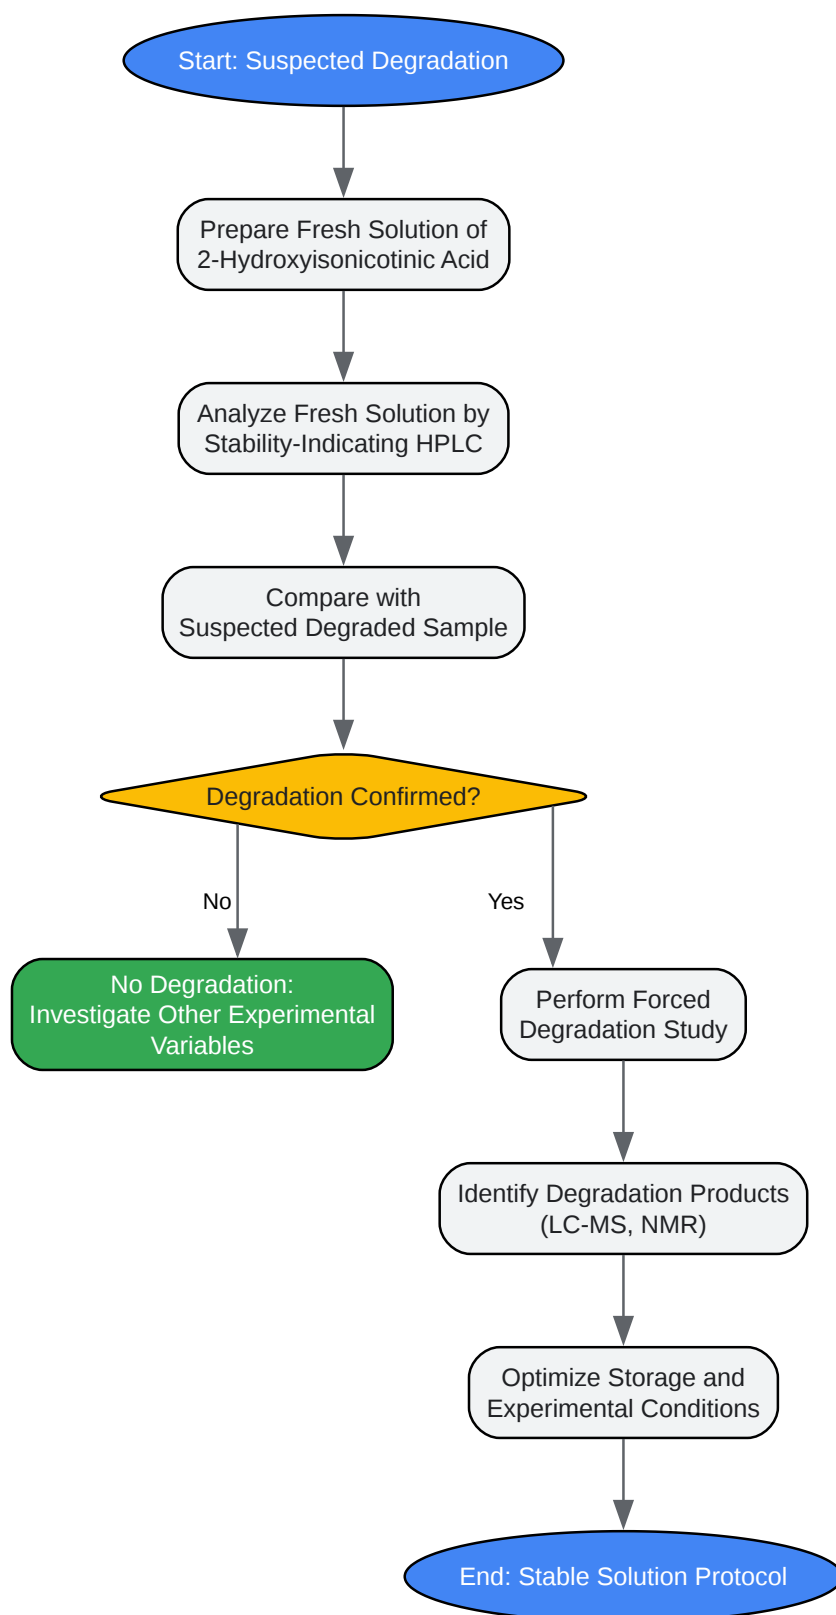 Start: Suspected Degradation
Prepare Fresh Solution of
2-Hydroxyisonicotinic Acid
Analyze Fresh Solution by
Stability-Indicating HPLC
Compare with
Suspected Degraded Sample
Degradation Confirmed?
No
Yes
No Degradation:
Investigate Other Experimental
Variables
Perform Forced
Degradation Study
Identify Degradation Products
(LC-MS, NMR)
Optimize Storage and
Experimental Conditions
End: Stable Solution Protocol